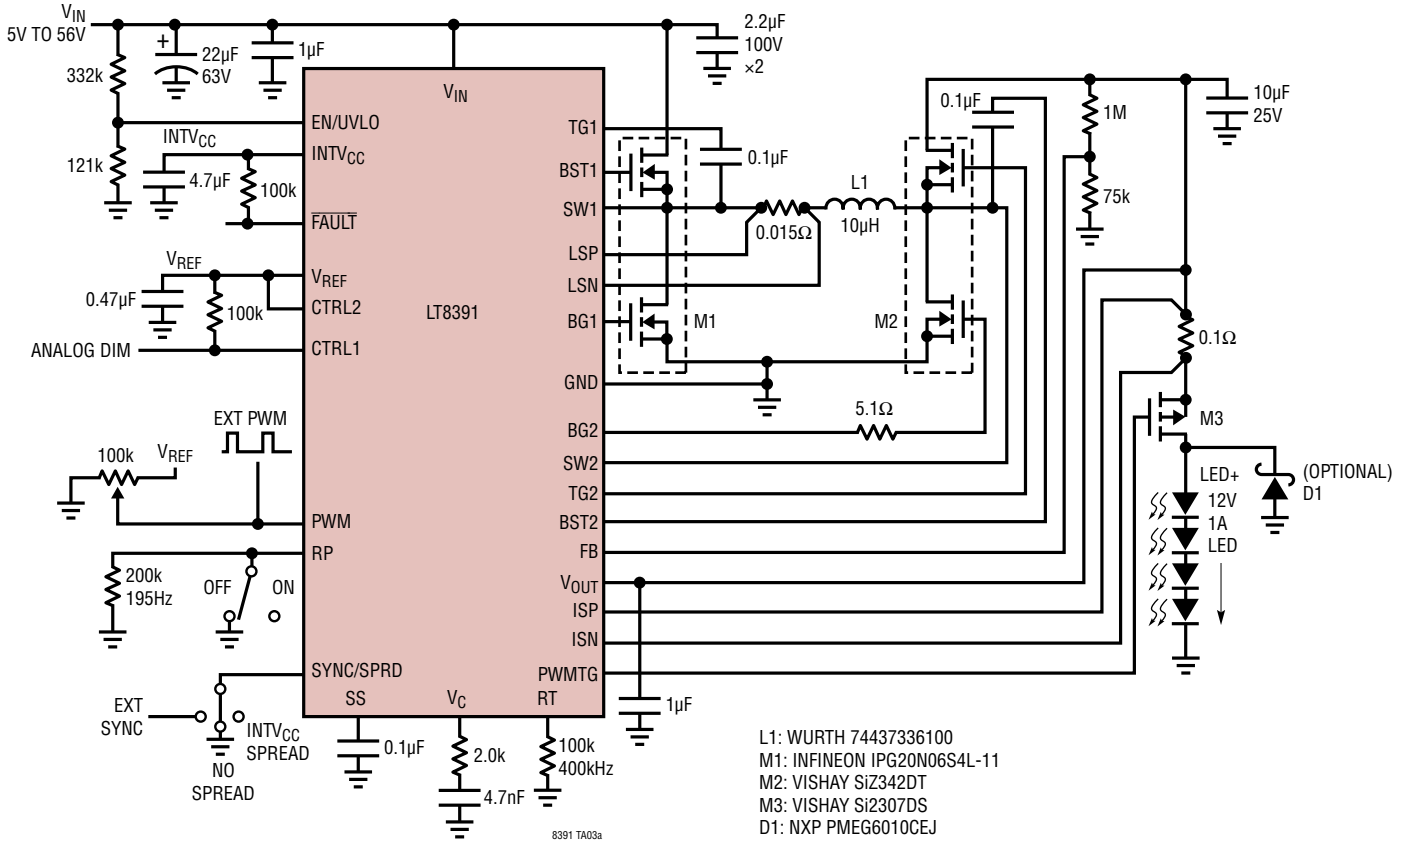 VIN
5V TO 56V
332k
+
22µF
63V
1µF
2.2µF
100V
×2
VIN
EN/UVLO
121k
INTVCC
4.7µF
100k
INTVCC
FAULT
VREF
0.47µF
100k
VREF
CTRL2
CTRL1
ANALOG DIM
LT8391
TG1
BST1
SW1
LSP
LSN
BG1
GND
BG2
SW2
TG2
BST2
FB
VOUT
ISP
ISN
PWMTG
0.1µF
0.015Ω
L1
10µH
M1
M2
0.1µF
5.1Ω
1M
75k
10µF
25V
0.1Ω
M3
LED+
12V
1A
LED
(OPTIONAL)
D1
EXT PWM
100k
VREF
PWM
RP
200k
195Hz
OFF
ON
SYNC/SPRD
EXT
SYNC
INTVCC
SPREAD
NO
SPREAD
SS
VC
RT
0.1µF
2.0k
4.7nF
100k
400kHz
1µF
8391 TA03a
L1: WURTH 74437336100
M1: INFINEON IPG20N06S4L-11
M2: VISHAY SiZ342DT
M3: VISHAY Si2307DS
D1: NXP PMEG6010CEJ